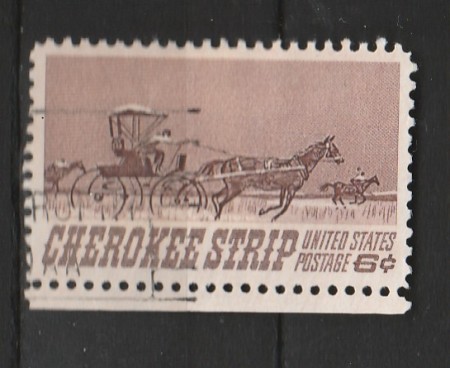 CHEROKEE STRIP
UNITED STATES
POSTAGE 6¢